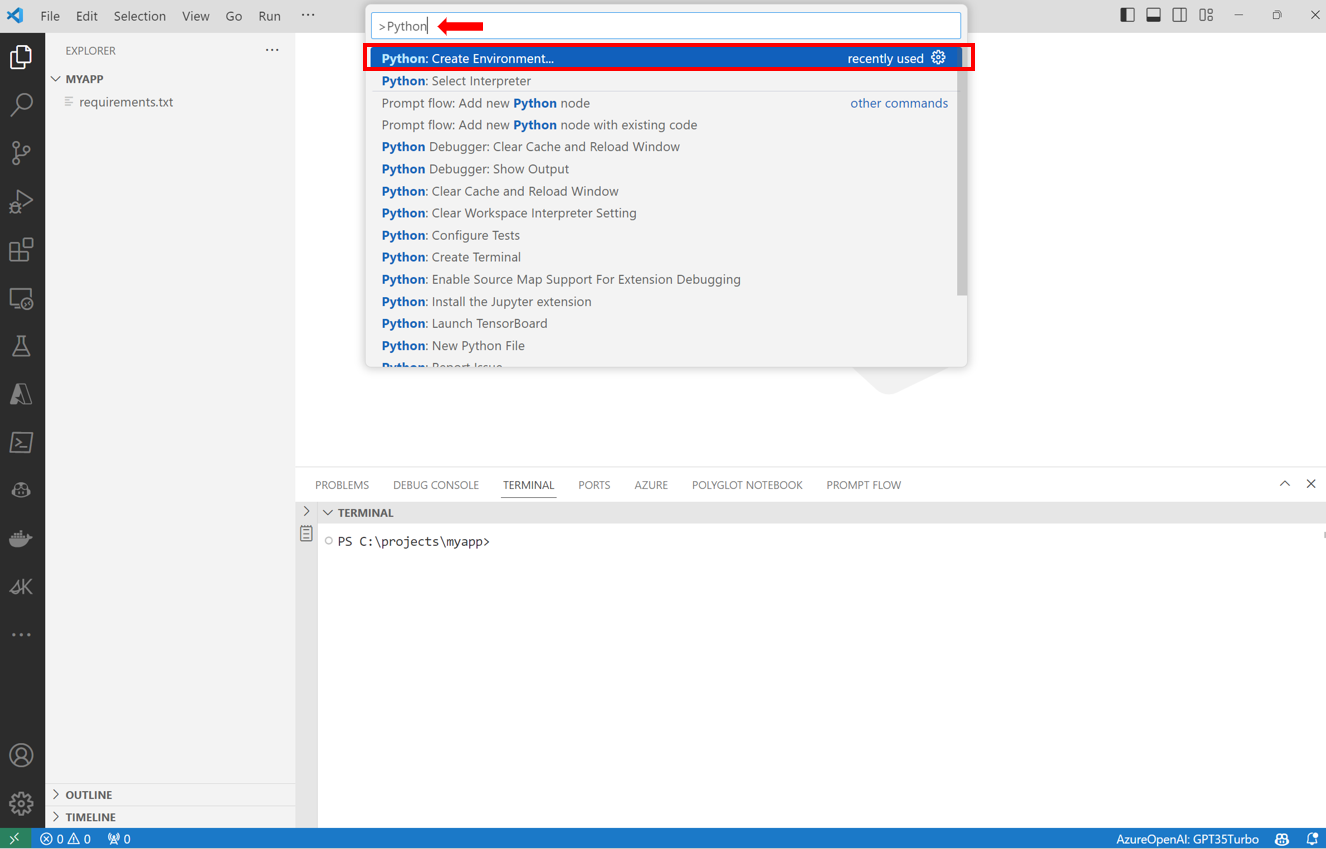 File Edit Selection View Go Run ···
>Python
EXPLORER ···
MYAPP
requirements.txt
Python: Create Environment... recently used
Python: Select Interpreter
Prompt flow: Add new Python node other commands
Prompt flow: Add new Python node with existing code
Python Debugger: Clear Cache and Reload Window
Python Debugger: Show Output
Python: Clear Cache and Reload Window
Python: Clear Workspace Interpreter Setting
Python: Configure Tests
Python: Create Terminal
Python: Enable Source Map Support For Extension Debugging
Python: Install the Jupyter extension
Python: Launch TensorBoard
Python: New Python File
Python: Report Issue
PROBLEMS DEBUG CONSOLE TERMINAL PORTS AZURE POLYGLOT NOTEBOOK PROMPT FLOW
TERMINAL
PS C:\projects\myapp>
OUTLINE
TIMELINE
0 0 0 AzureOpenAI: GPT35Turbo